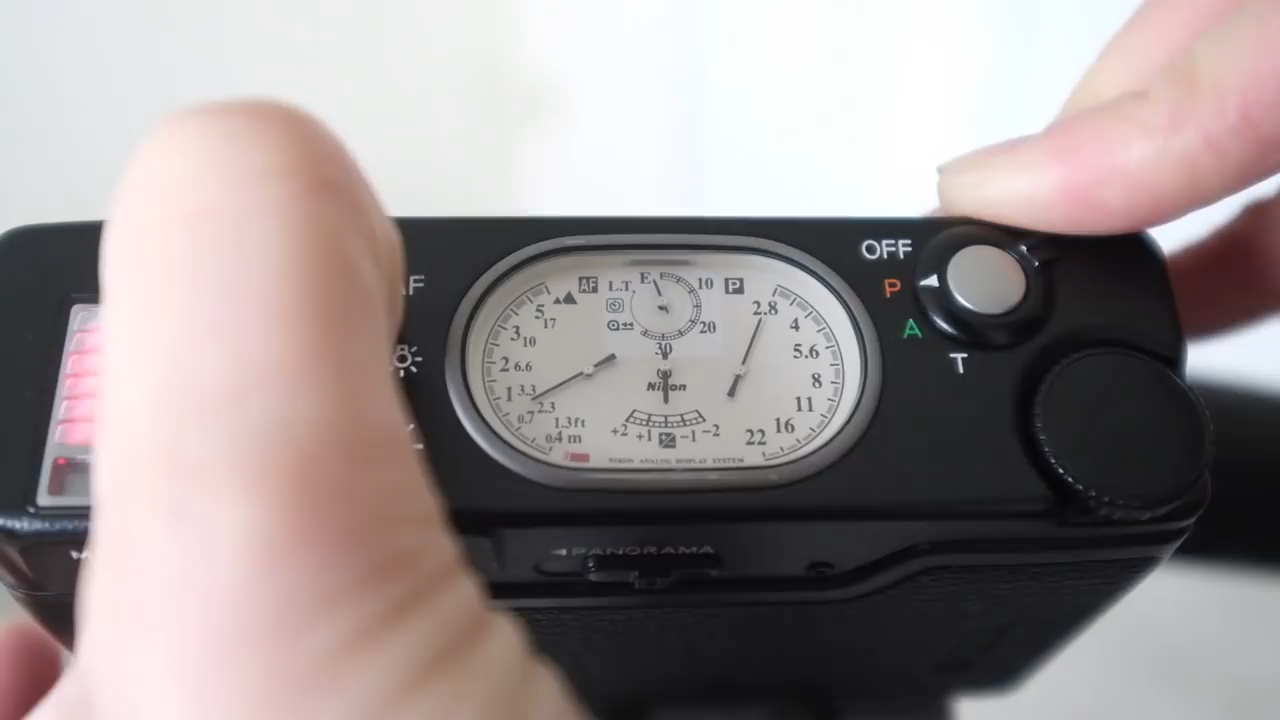 OFF
AF L.T. E 10 P
5 17 2.8
P
3 10 20 4
A
2 6.6 30 5.6
T
1 3.3 Nikon 8
0.7 2.3 11
1.3ft 16
0.4 m +2 +1 -1 -2 22
NIKON ANALOG DISPLAY SYSTEM
PANORAMA